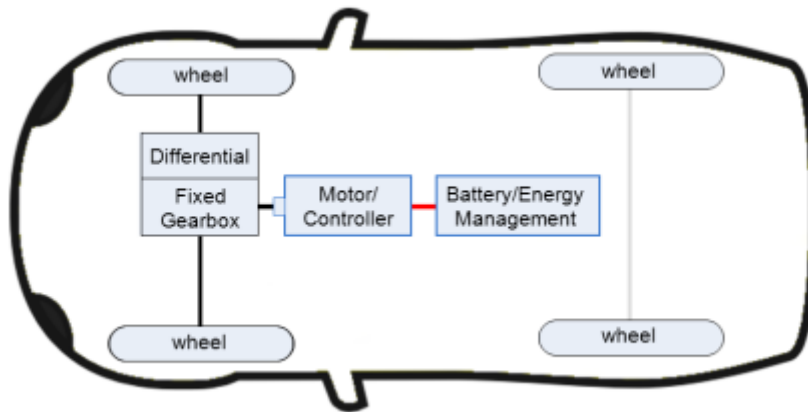 wheel
wheel
Differential
Fixed
Gearbox
Motor/
Controller
Battery/Energy
Management
wheel
wheel